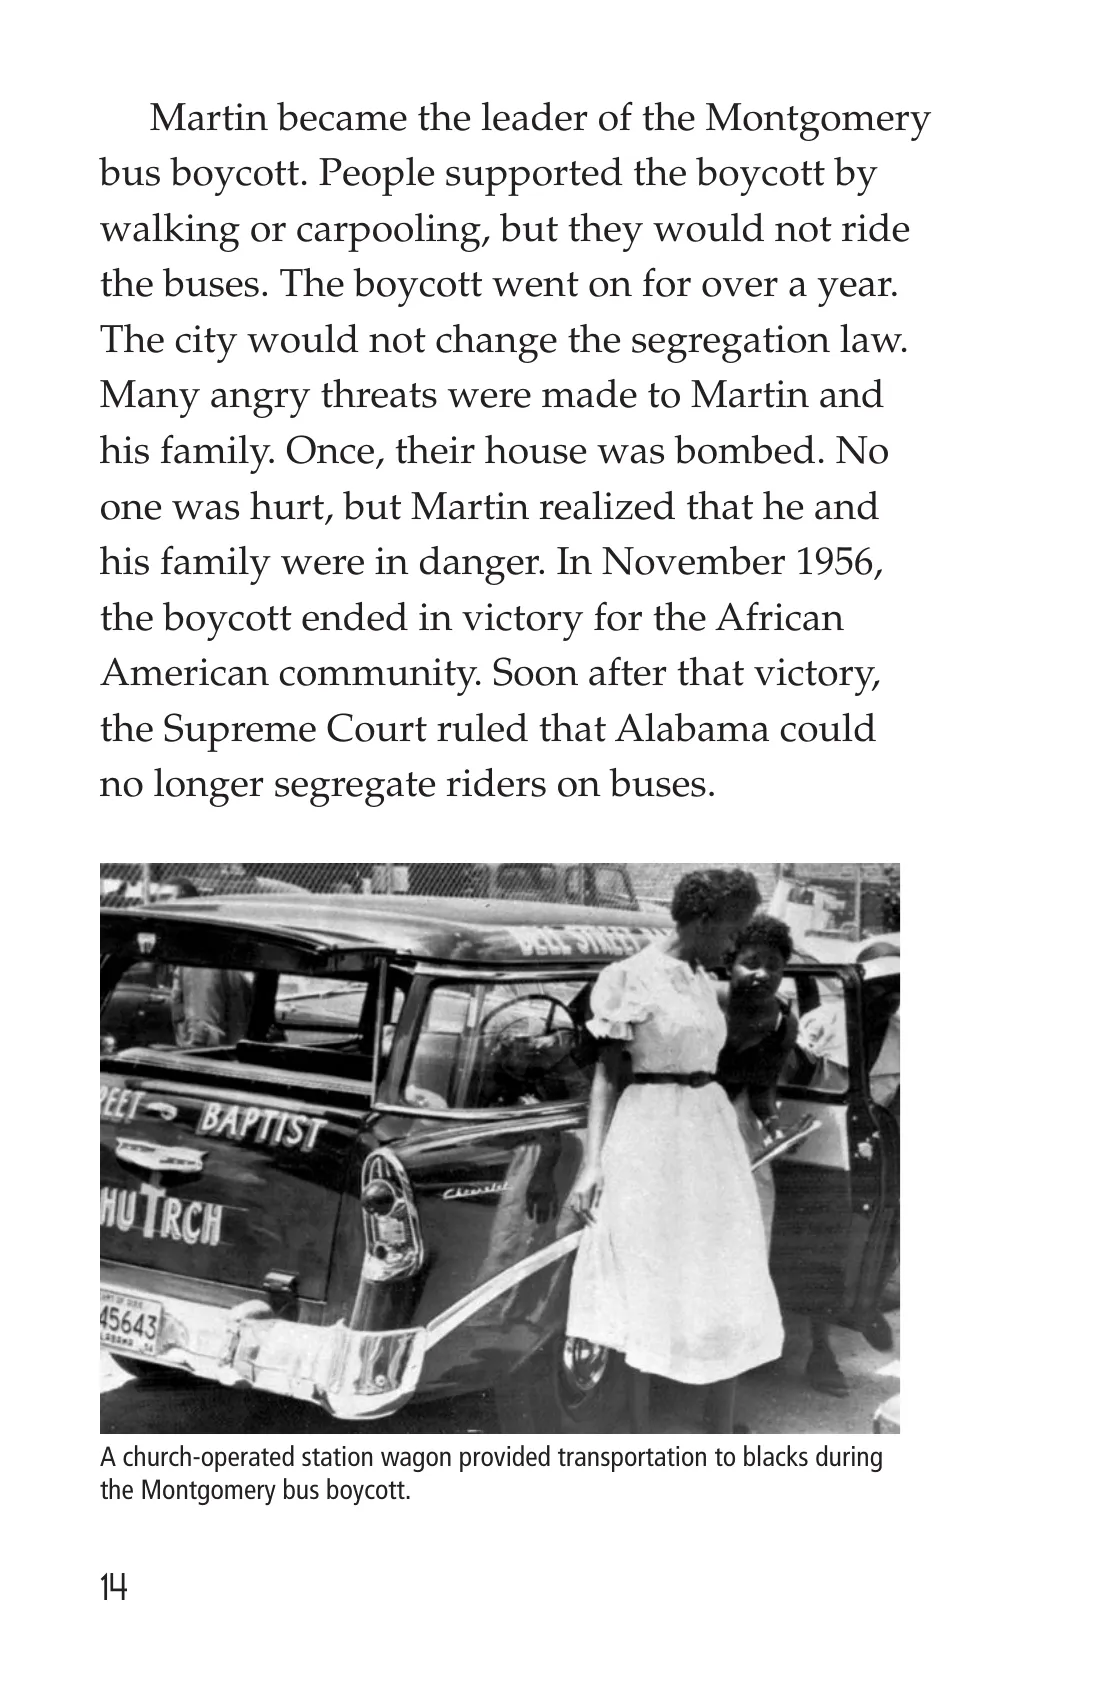 Martin became the leader of the Montgomery
bus boycott. People supported the boycott by
walking or carpooling, but they would not ride
the buses. The boycott went on for over a year.
The city would not change the segregation law.
Many angry threats were made to Martin and
his family. Once, their house was bombed. No
one was hurt, but Martin realized that he and
his family were in danger. In November 1956,
the boycott ended in victory for the African
American community. Soon after that victory,
the Supreme Court ruled that Alabama could
no longer segregate riders on buses.
BELL STREET
REET BAPTIST
HUTRCH
45643
Chevrolet
A church-operated station wagon provided transportation to blacks during
the Montgomery bus boycott.
14